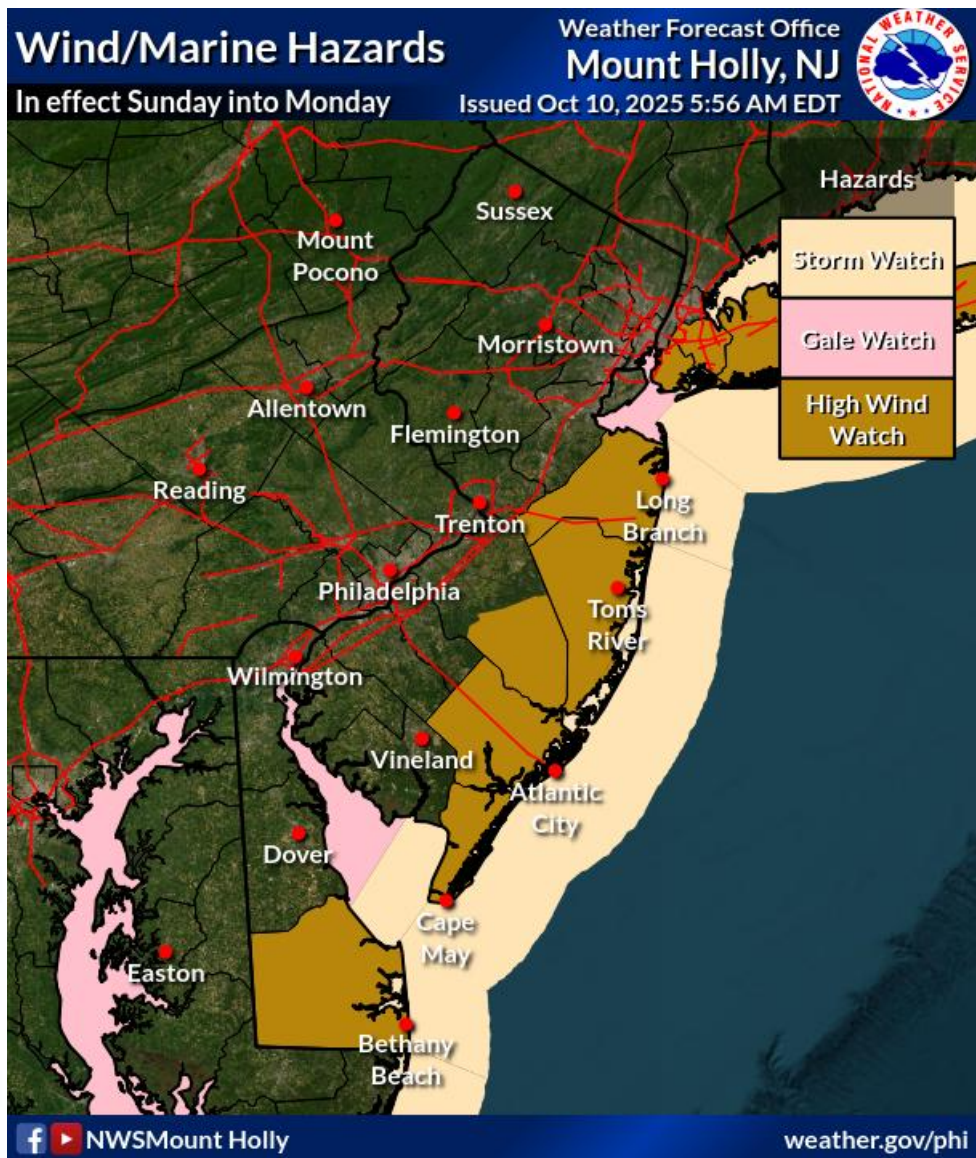 Wind/Marine Hazards
In effect Sunday into Monday
Weather Forecast Office
Mount Holly, NJ
Issued Oct 10, 2025 5:56 AM EDT
NATIONAL WEATHER SERVICE
Hazards
Storm Watch
Gale Watch
High Wind
Watch
Sussex
Mount
Pocono
Morristown
Allentown
Flemington
Reading
Long
Branch
Trenton
Philadelphia
Toms
River
Wilmington
Vineland
Atlantic
City
Dover
Cape
May
Easton
Bethany
Beach
NWSMount Holly
weather.gov/phi